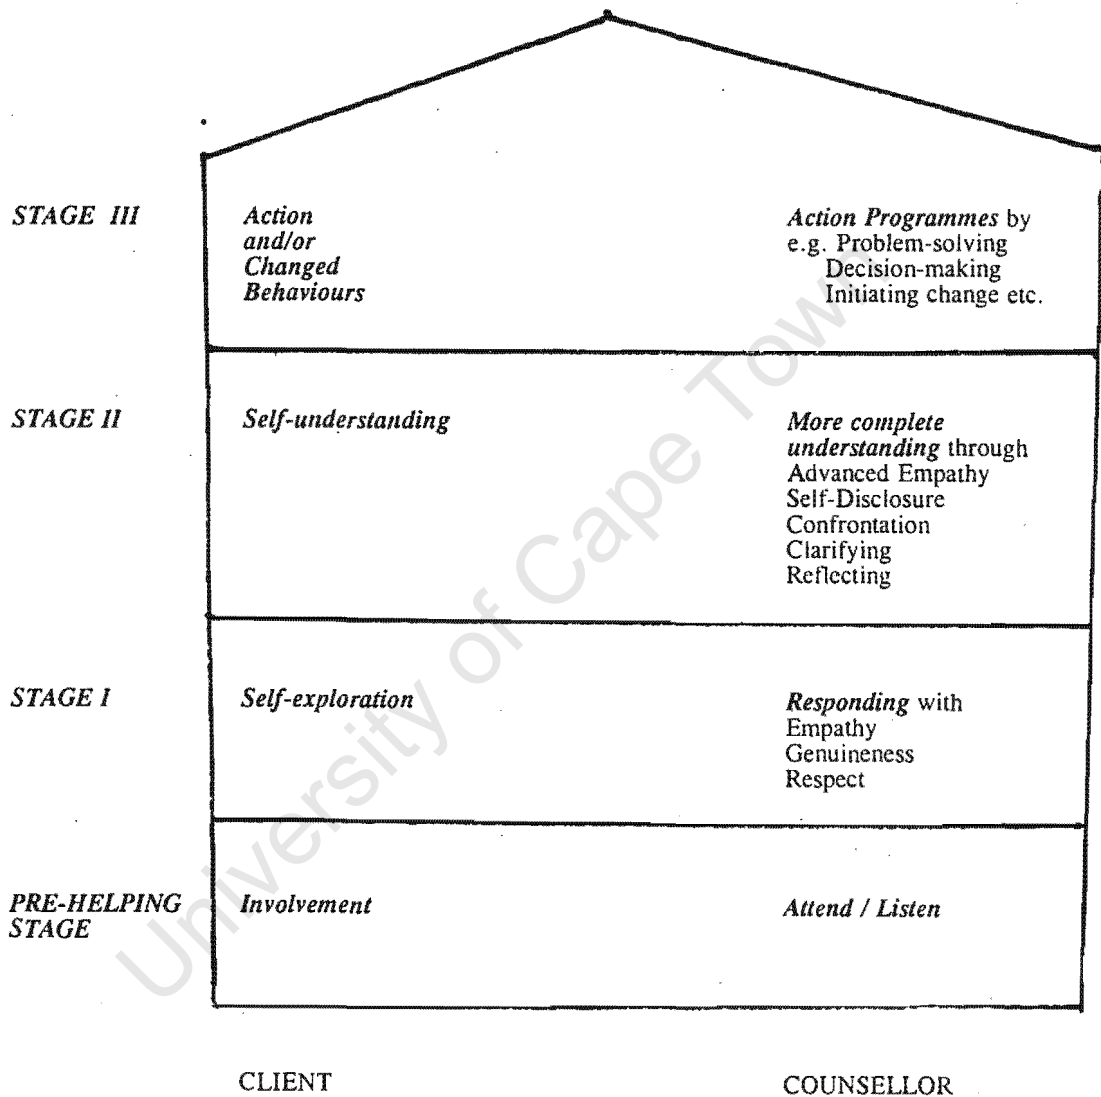 STAGE III
Action
and/or
Changed
Behaviours
Action Programmes by
e.g. Problem-solving
Decision-making
Initiating change etc.
STAGE II
Self-understanding
More complete
understanding through
Advanced Empathy
Self-Disclosure
Confrontation
Clarifying
Reflecting
STAGE I
Self-exploration
Responding with
Empathy
Genuineness
Respect
PRE-HELPING
STAGE
Involvement
Attend / Listen
CLIENT
COUNSELLOR
University of Cape Town